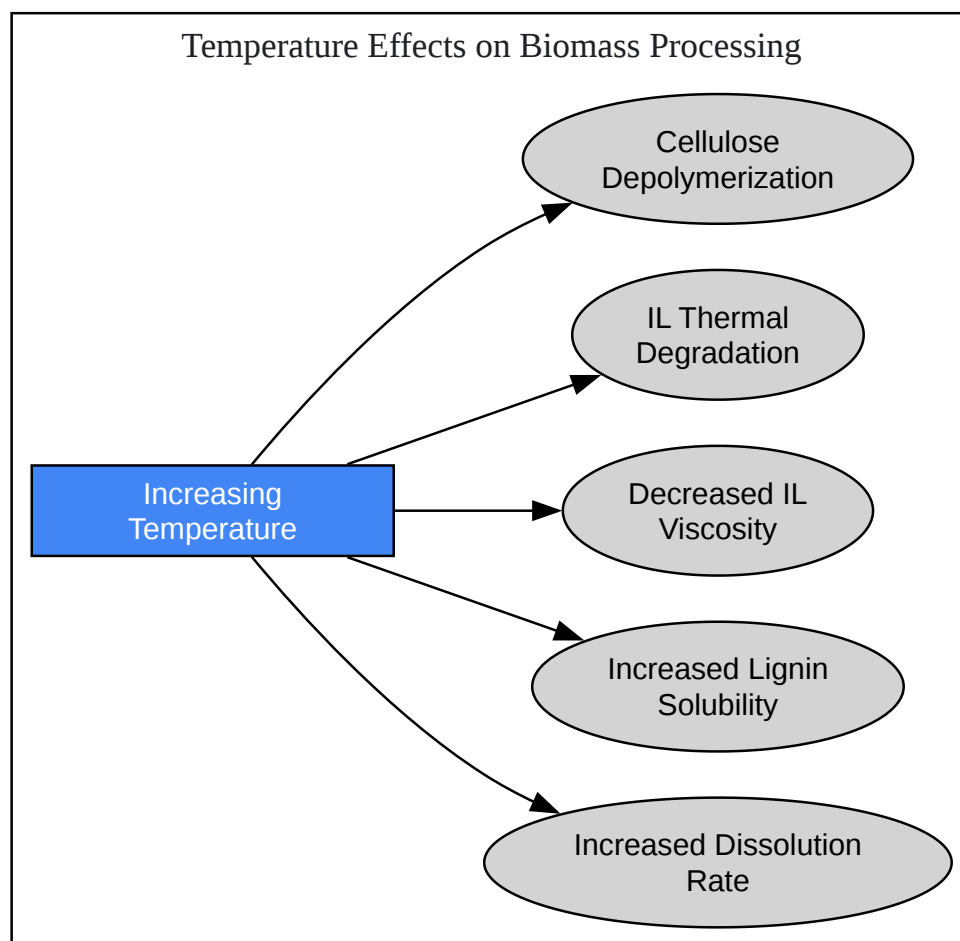 Temperature Effects on Biomass Processing
Cellulose
Depolymerization
IL Thermal
Degradation
Increasing
Temperature
Decreased IL
Viscosity
Increased Lignin
Solubility
Increased Dissolution
Rate